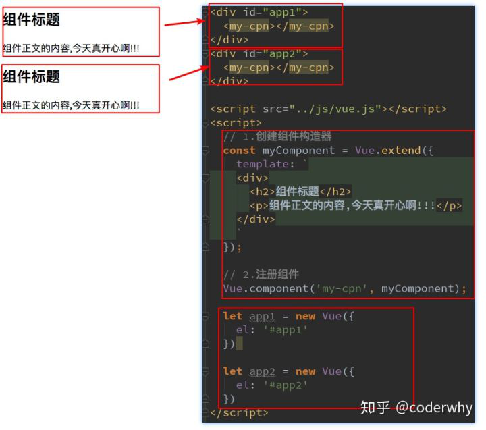 组件标题
组件正文的内容,今天真开心啊!!!
组件标题
组件正文的内容,今天真开心啊!!!
<div id="app1">
<my-cpn></my-cpn>
</div>
<div id="app2">
<my-cpn></my-cpn>
</div>
<script src="../js/vue.js"></script>
<script>
// 1.创建组件构造器
const myComponent = Vue.extend({
template: `
<div>
<h2>组件标题</h2>
<p>组件正文的内容,今天真开心啊!!!</p>
</div>
`
});
// 2.注册组件
Vue.component('my-cpn', myComponent);
let app1 = new Vue({
el: '#app1'
})
let app2 = new Vue({
el: '#app2'
})
</script>
知乎 @coderwhy